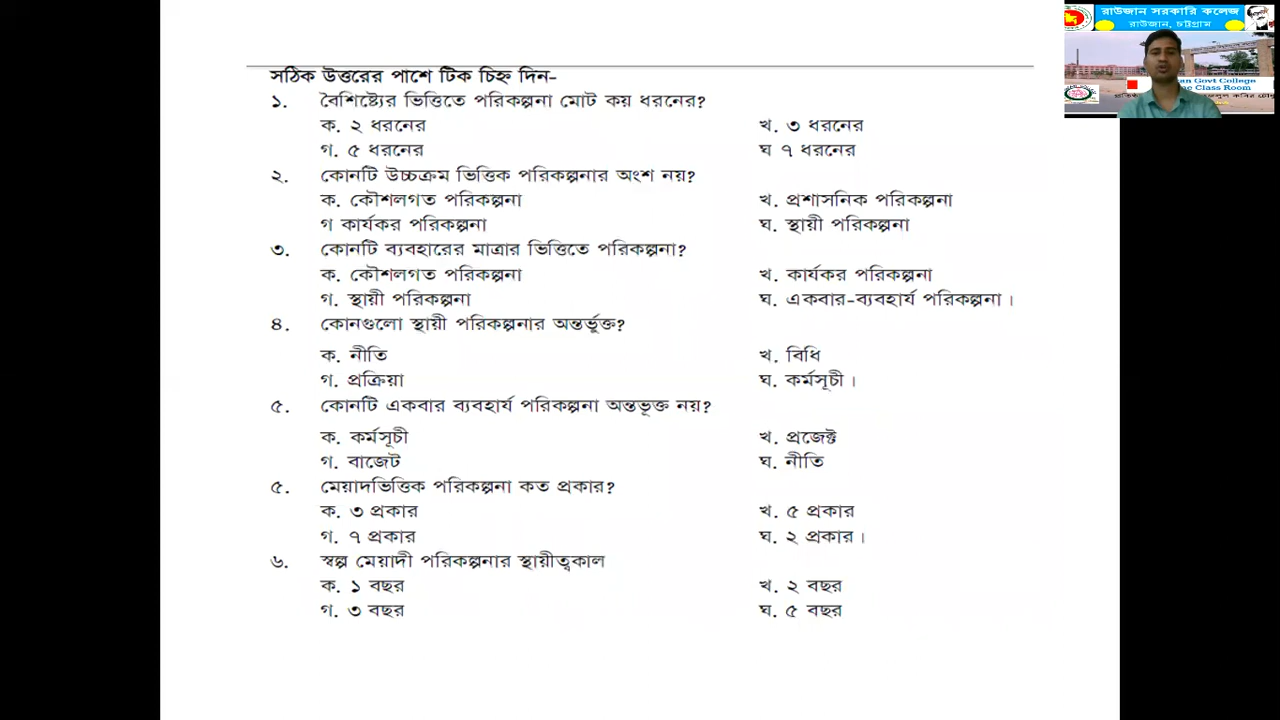 রাউজান সরকারি কলেজ
রাউজান, চট্টগ্রাম
an Govt College
ne Class Room
সঠিক উত্তরের পাশে টিক চিহ্ন দিন-
১. বৈশিষ্ট্যের ভিত্তিতে পরিকল্পনা মোট কয় ধরনের?
ক. ২ ধরনের খ. ৩ ধরনের
গ. ৫ ধরনের ঘ ৭ ধরনের
২. কোনটি উচ্চক্রম ভিত্তিক পরিকল্পনার অংশ নয়?
ক. কৌশলগত পরিকল্পনা খ. প্রশাসনিক পরিকল্পনা
গ কার্যকর পরিকল্পনা ঘ. স্থায়ী পরিকল্পনা
৩. কোনটি ব্যবহারের মাত্রার ভিত্তিতে পরিকল্পনা?
ক. কৌশলগত পরিকল্পনা খ. কার্যকর পরিকল্পনা
গ. স্থায়ী পরিকল্পনা ঘ. একবার-ব্যবহার্য পরিকল্পনা।
৪. কোনগুলো স্থায়ী পরিকল্পনার অন্তর্ভুক্ত?
ক. নীতি খ. বিধি
গ. প্রক্রিয়া ঘ. কর্মসূচী।
৫. কোনটি একবার ব্যবহার্য পরিকল্পনা অন্তভূক্ত নয়?
ক. কর্মসূচী খ. প্রজেক্ট
গ. বাজেট ঘ. নীতি
৫. মেয়াদভিত্তিক পরিকল্পনা কত প্রকার?
ক. ৩ প্রকার খ. ৫ প্রকার
গ. ৭ প্রকার ঘ. ২ প্রকার।
৬. স্বল্প মেয়াদী পরিকল্পনার স্থায়ীত্বকাল
ক. ১ বছর খ. ২ বছর
গ. ৩ বছর ঘ. ৫ বছর